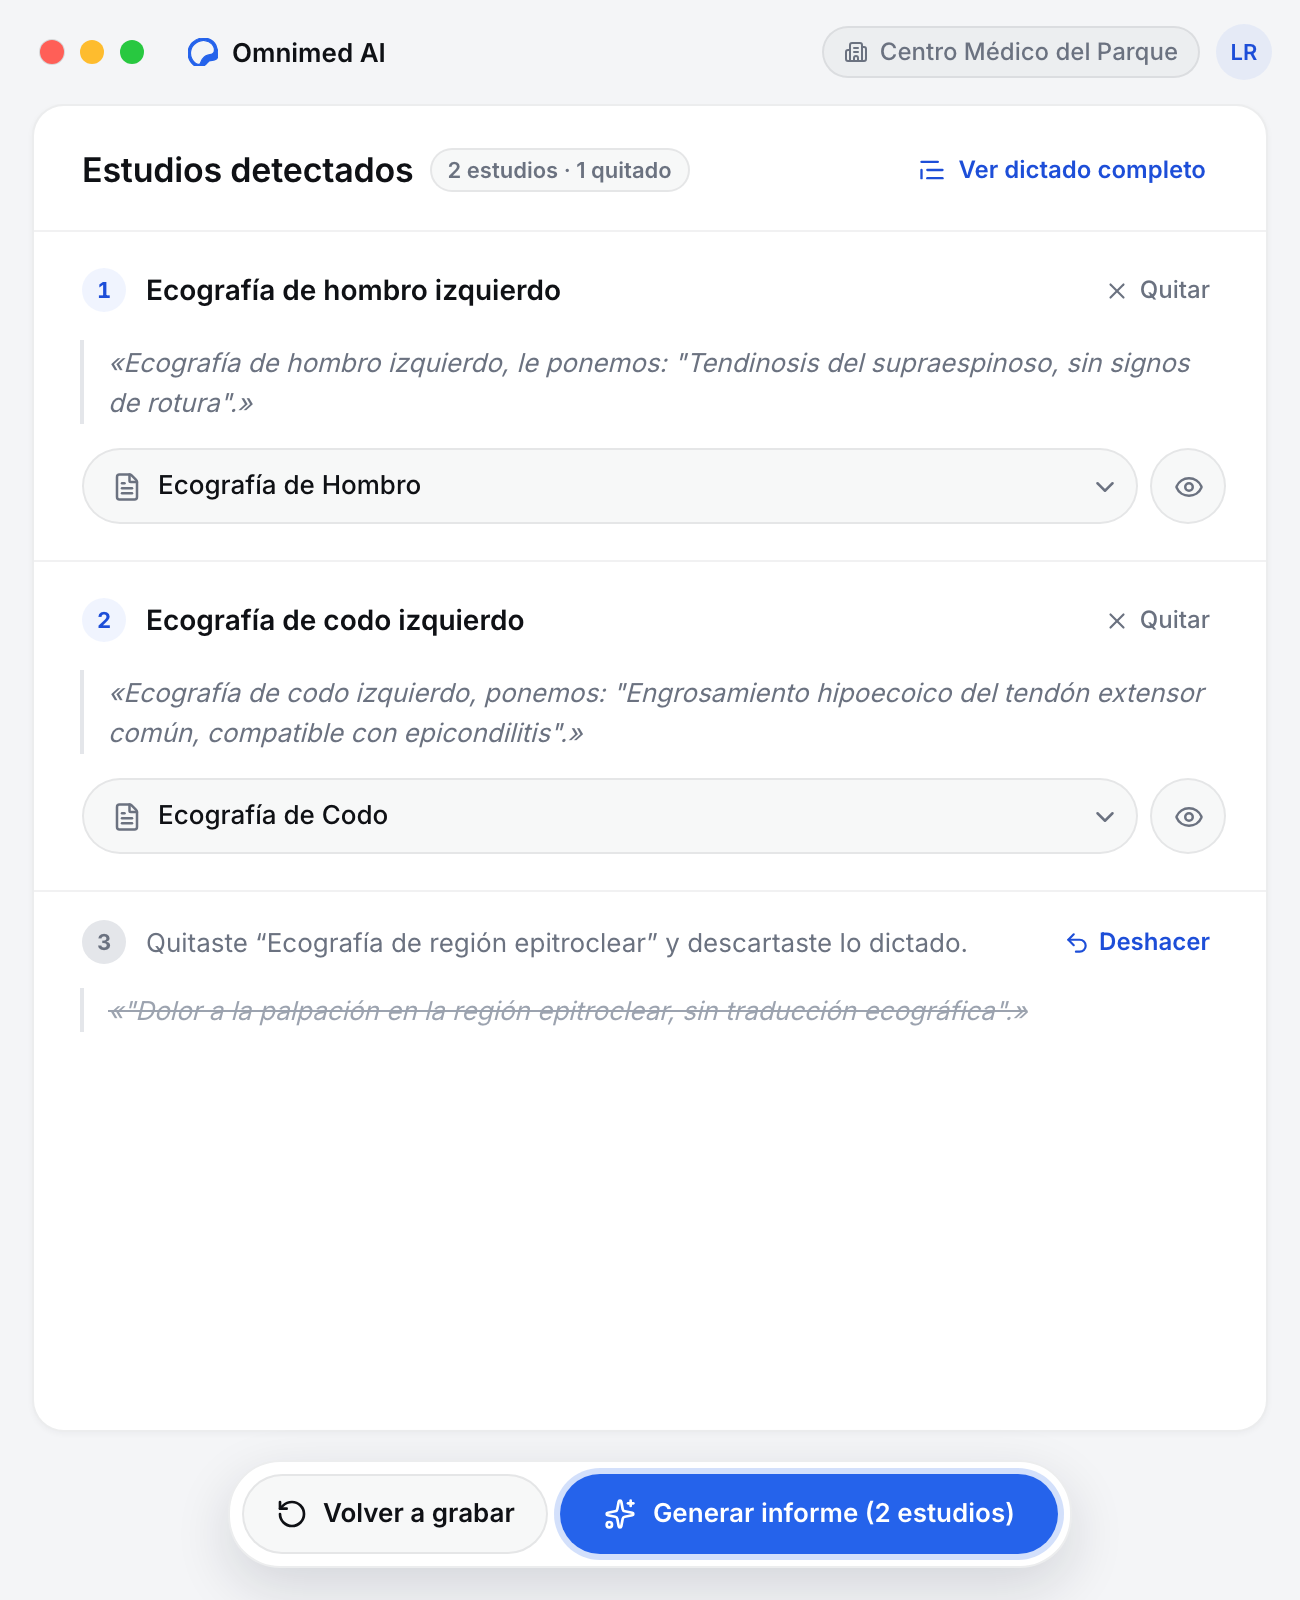 Omnimed AI
Centro Médico del Parque
LR
Estudios detectados
2 estudios · 1 quitado
Ver dictado completo
1
Ecografía de hombro izquierdo
Quitar
«Ecografía de hombro izquierdo, le ponemos: "Tendinosis del supraespinoso, sin signos
de rotura".»
Ecografía de Hombro
2
Ecografía de codo izquierdo
Quitar
«Ecografía de codo izquierdo, ponemos: "Engrosamiento hipoecoico del tendón extensor
común, compatible con epicondilitis".»
Ecografía de Codo
3
Quitaste “Ecografía de región epitroclear” y descartaste lo dictado.
Deshacer
«"Dolor a la palpación en la región epitroclear, sin traducción ecográfica".»
Volver a grabar
Generar informe (2 estudios)